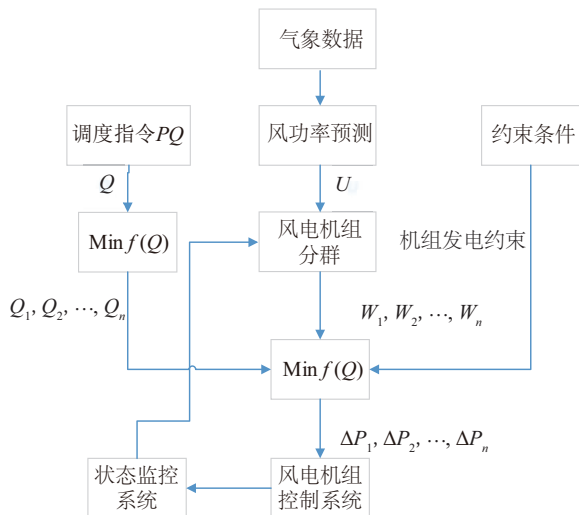 气象数据
调度指令PQ
风功率预测
约束条件
Q
U
Min f(Q)
风电机组
分群
机组发电约束
Q₁, Q₂, …, Qₙ
W₁, W₂, …, Wₙ
Min f(Q)
ΔP₁, ΔP₂, …, ΔPₙ
状态监控
系统
风电机组
控制系统